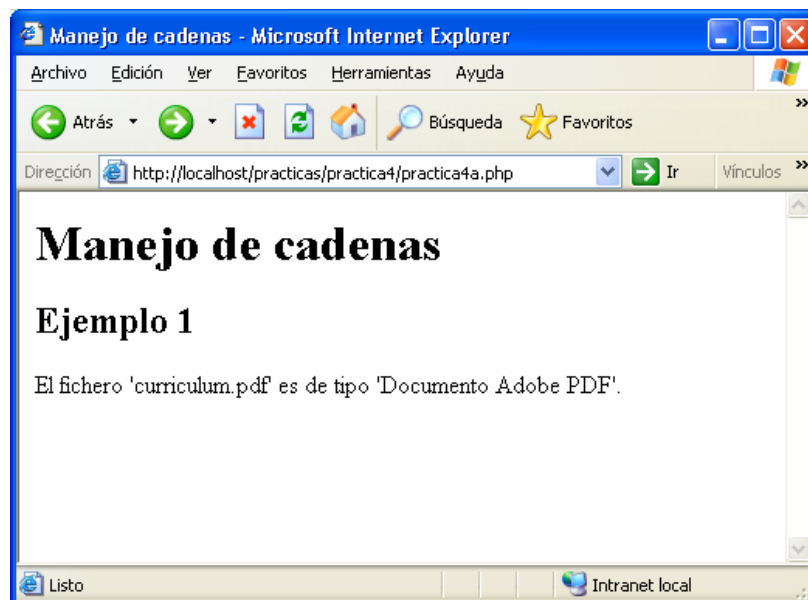 Manejo de cadenas - Microsoft Internet Explorer
Archivo Edición Ver Favoritos Herramientas Ayuda
Atrás Búsqueda Favoritos »
Dirección http://localhost/practicas/practica4/practica4a.php Ir Vínculos »
Manejo de cadenas
Ejemplo 1
El fichero 'curriculum.pdf' es de tipo 'Documento Adobe PDF'.
Listo Intranet local